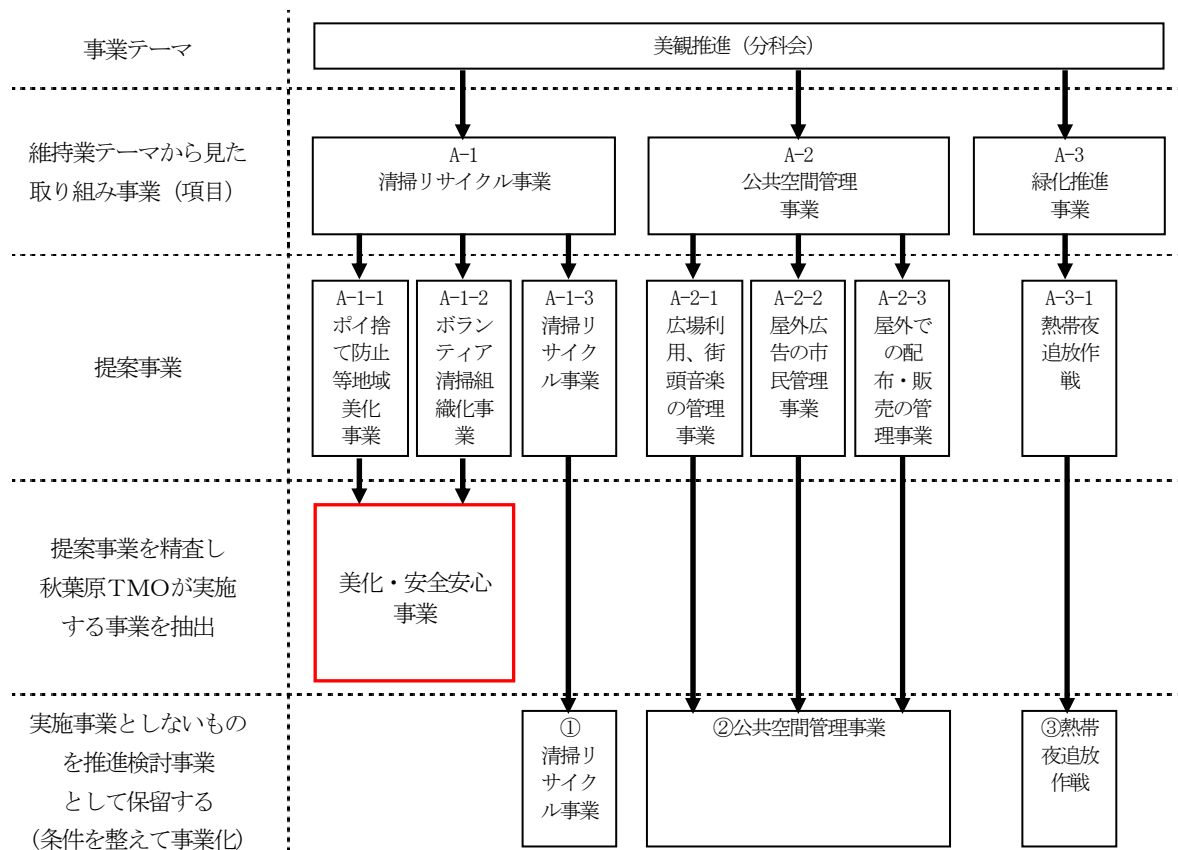 事業テーマ
美観推進（分科会）
維持業テーマから見た
取り組み事業（項目）
A-1
清掃リサイクル事業
A-2
公共空間管理
事業
A-3
緑化推進
事業
提案事業
A-1-1
ポイ捨
て防止
等地域
美化
事業
A-1-2
ボラン
ティア
清掃組
織化事
業
A-1-3
清掃リ
サイク
ル事業
A-2-1
広場利
用、街
頭音楽
の管理
事業
A-2-2
屋外広
告の市
民管理
事業
A-2-3
屋外で
の配
布・販
売の管
理事業
A-3-1
熱帯夜
追放作
戦
提案事業を精査し
秋葉原TMOが実施
する事業を抽出
美化・安全安心
事業
実施事業としないもの
を推進検討事業
として保留する
（条件を整えて事業化）
①
清掃リ
サイク
ル事業
②公共空間管理事業
③熱帯
夜追放
作戦